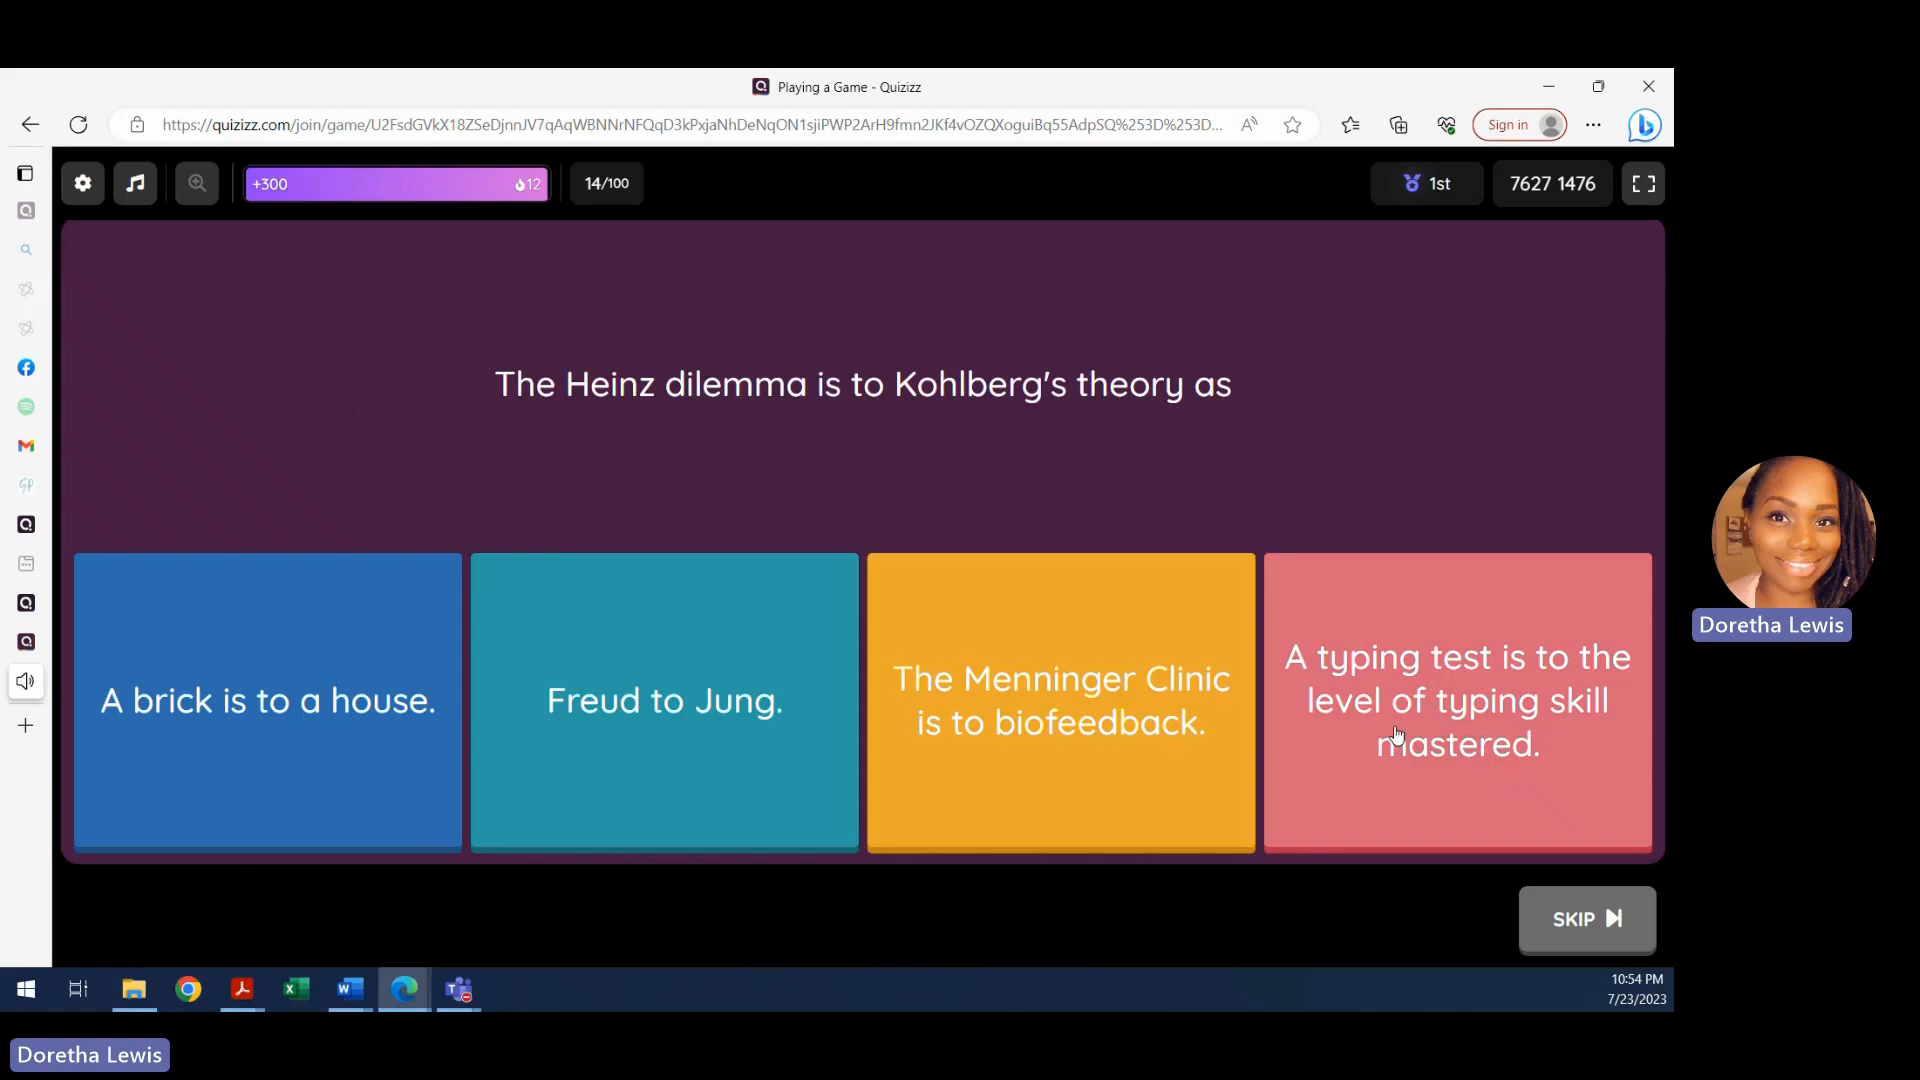 Playing a Game - Quizizz
https://quizizz.com/join/game/U2FsdGVkX18ZSeDjnnJV7qAqWBNNrNFQqD3kPxjaNhDeNqON1sjiPWP2ArH9fmn2JKf4vOZQXoguiBq55AdpSQ%253D%253D...
Sign in
+300
12
14/100
1st
7627 1476
The Heinz dilemma is to Kohlberg's theory as
A brick is to a house.
Freud to Jung.
The Menninger Clinic
is to biofeedback.
A typing test is to the
level of typing skill
mastered.
Doretha Lewis
SKIP
10:54 PM
7/23/2023
Doretha Lewis